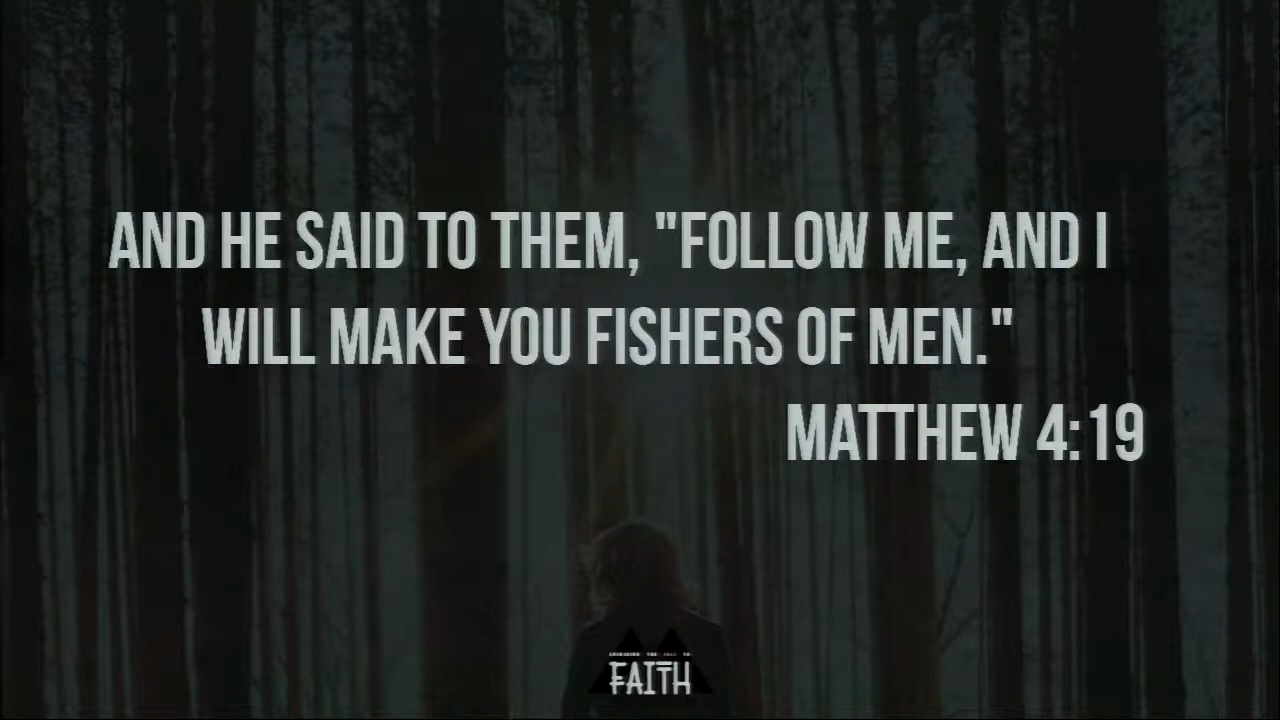 AND HE SAID TO THEM, "FOLLOW ME, AND I
WILL MAKE YOU FISHERS OF MEN."
MATTHEW 4:19
FAITH